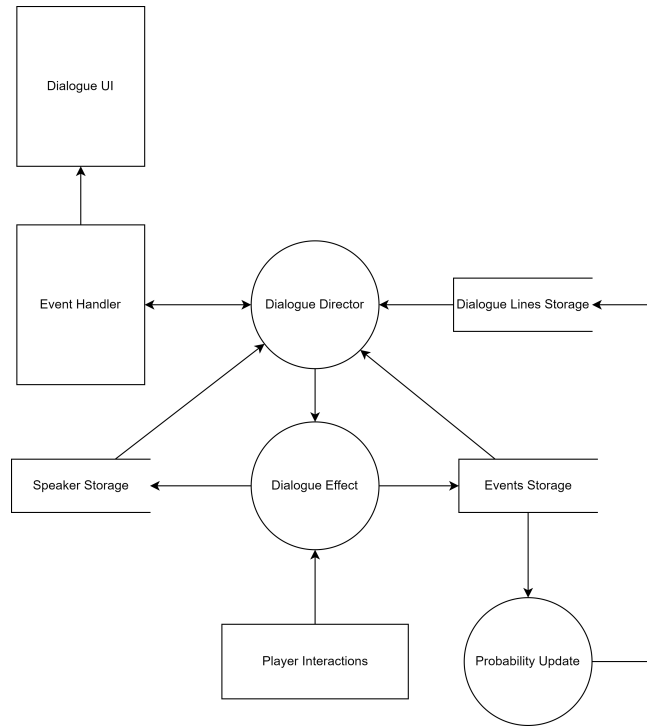 Dialogue UI
Event Handler
Dialogue Director
Dialogue Lines Storage
Speaker Storage
Dialogue Effect
Events Storage
Player Interactions
Probability Update